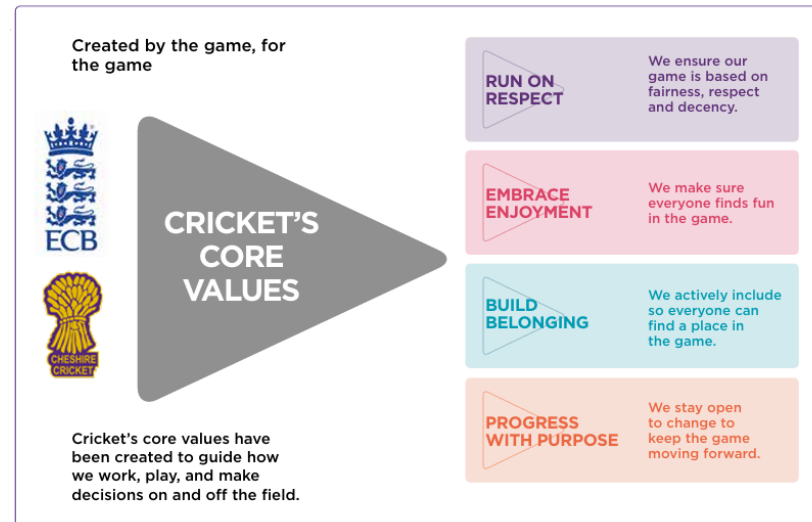 Created by the game, for
the game
ECB
CHESHIRE
CRICKET
CRICKET'S
CORE
VALUES
Cricket's core values have
been created to guide how
we work, play, and make
decisions on and off the field.
RUN ON
RESPECT
We ensure our
game is based on
fairness, respect
and decency.
EMBRACE
ENJOYMENT
We make sure
everyone finds fun
in the game.
BUILD
BELONGING
We actively include
so everyone can
find a place in
the game.
PROGRESS
WITH PURPOSE
We stay open
to change to
keep the game
moving forward.